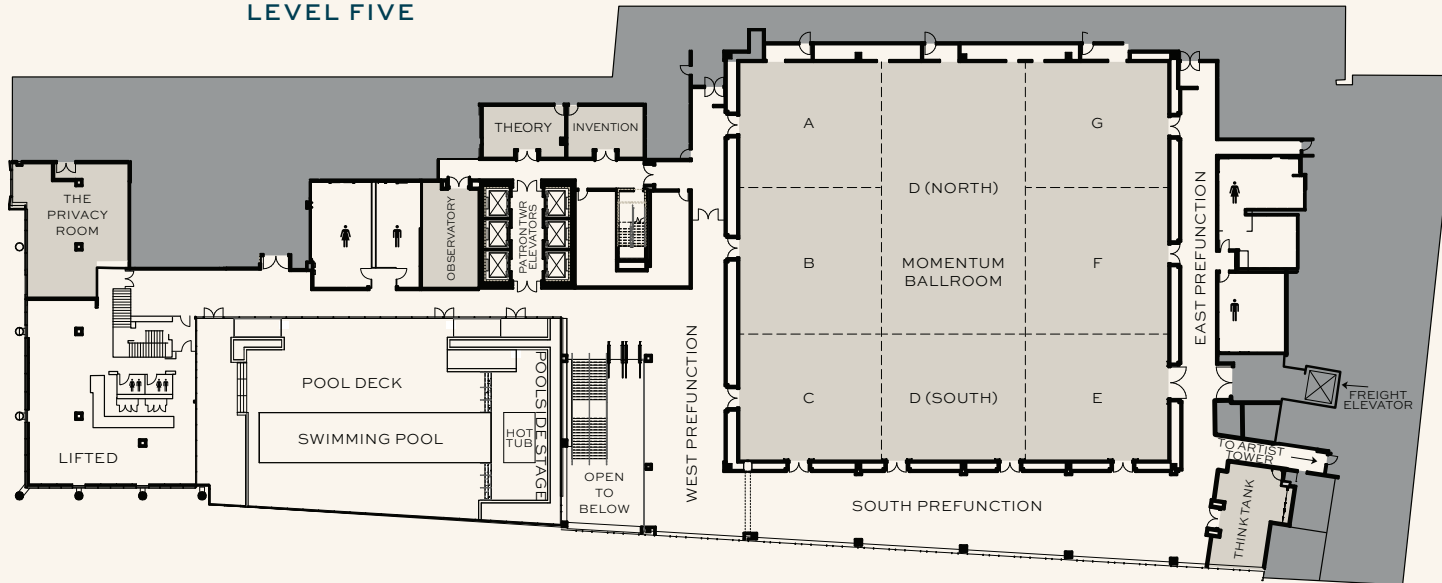 LEVEL FIVE
THEORY
INVENTION
A
G
THE
PRIVACY
ROOM
OBSERVATORY
PATRON TWR
ELEVATORS
D (NORTH)
EAST PREFUNCTION
B
MOMENTUM
BALLROOM
F
WEST PREFUNCTION
POOL DECK
POOLSIDE STAGE
C
D (SOUTH)
E
FREIGHT
ELEVATOR
SWIMMING POOL
HOT
TUB
LIFTED
TO ARTIST
TOWER
OPEN
TO
BELOW
SOUTH PREFUNCTION
THINKTANK